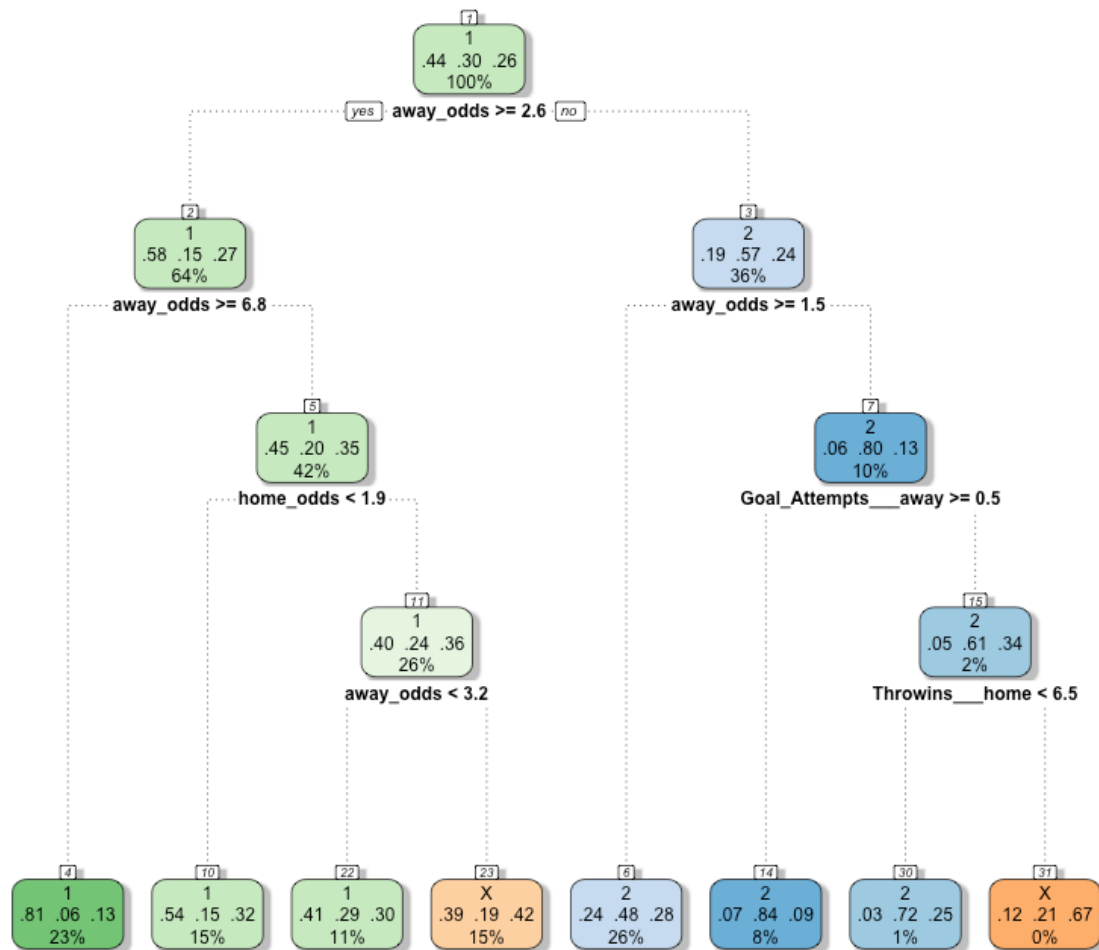 1
1
.44 .30 .26
100%
yes away_odds >= 2.6 no
2
1
.58 .15 .27
64%
away_odds >= 6.8
3
2
.19 .57 .24
36%
away_odds >= 1.5
5
1
.45 .20 .35
42%
home_odds < 1.9
7
2
.06 .80 .13
10%
Goal_Attempts___away >= 0.5
11
1
.40 .24 .36
26%
away_odds < 3.2
15
2
.05 .61 .34
2%
Throwins___home < 6.5
4
1
.81 .06 .13
23%
10
1
.54 .15 .32
15%
22
1
.41 .29 .30
11%
23
X
.39 .19 .42
15%
6
2
.24 .48 .28
26%
14
2
.07 .84 .09
8%
30
2
.03 .72 .25
1%
31
X
.12 .21 .67
0%